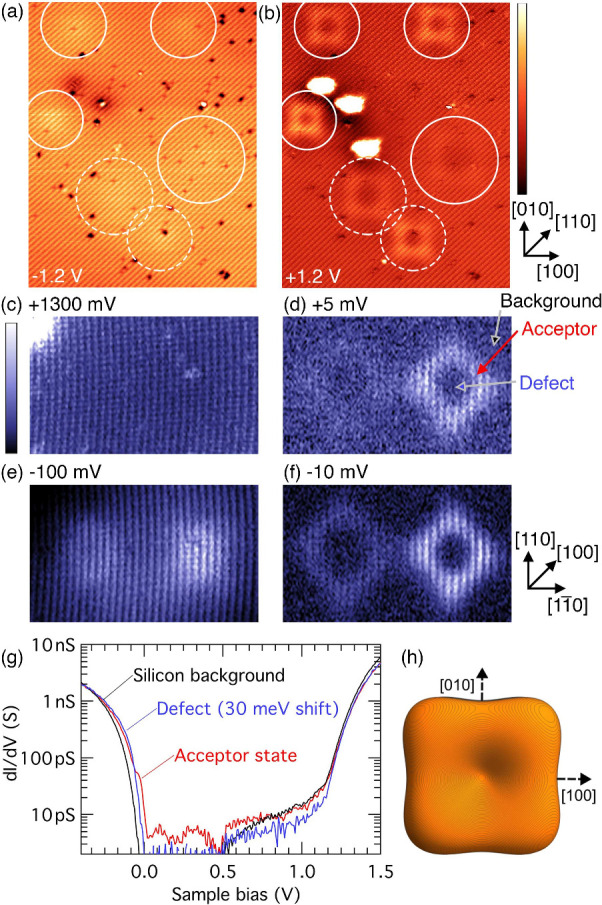 (a)
(b)
-1.2 V
+1.2 V
[010]
[110]
[100]
(c) +1300 mV
(d) +5 mV
Background
Acceptor
Defect
(e) -100 mV
(f) -10 mV
[110]
[100]
[11̅0]
(g)
10 nS
1 nS
100 pS
10 pS
dI/dV (S)
Silicon background
Defect (30 meV shift)
Acceptor state
0.0
0.5
1.0
1.5
Sample bias (V)
(h)
[010]
[100]